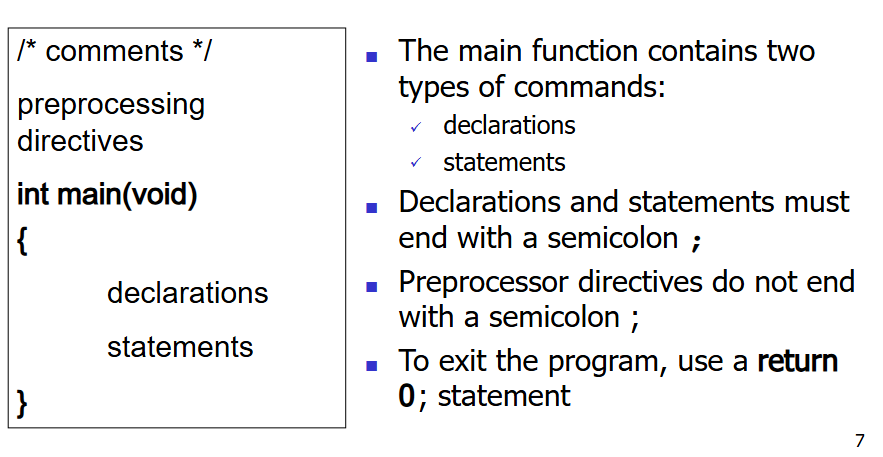 /* comments */
preprocessing
directives
int main(void)
{
declarations
statements
}
The main function contains two
types of commands:
declarations
statements
Declarations and statements must
end with a semicolon ;
Preprocessor directives do not end
with a semicolon ;
To exit the program, use a return
0; statement
7